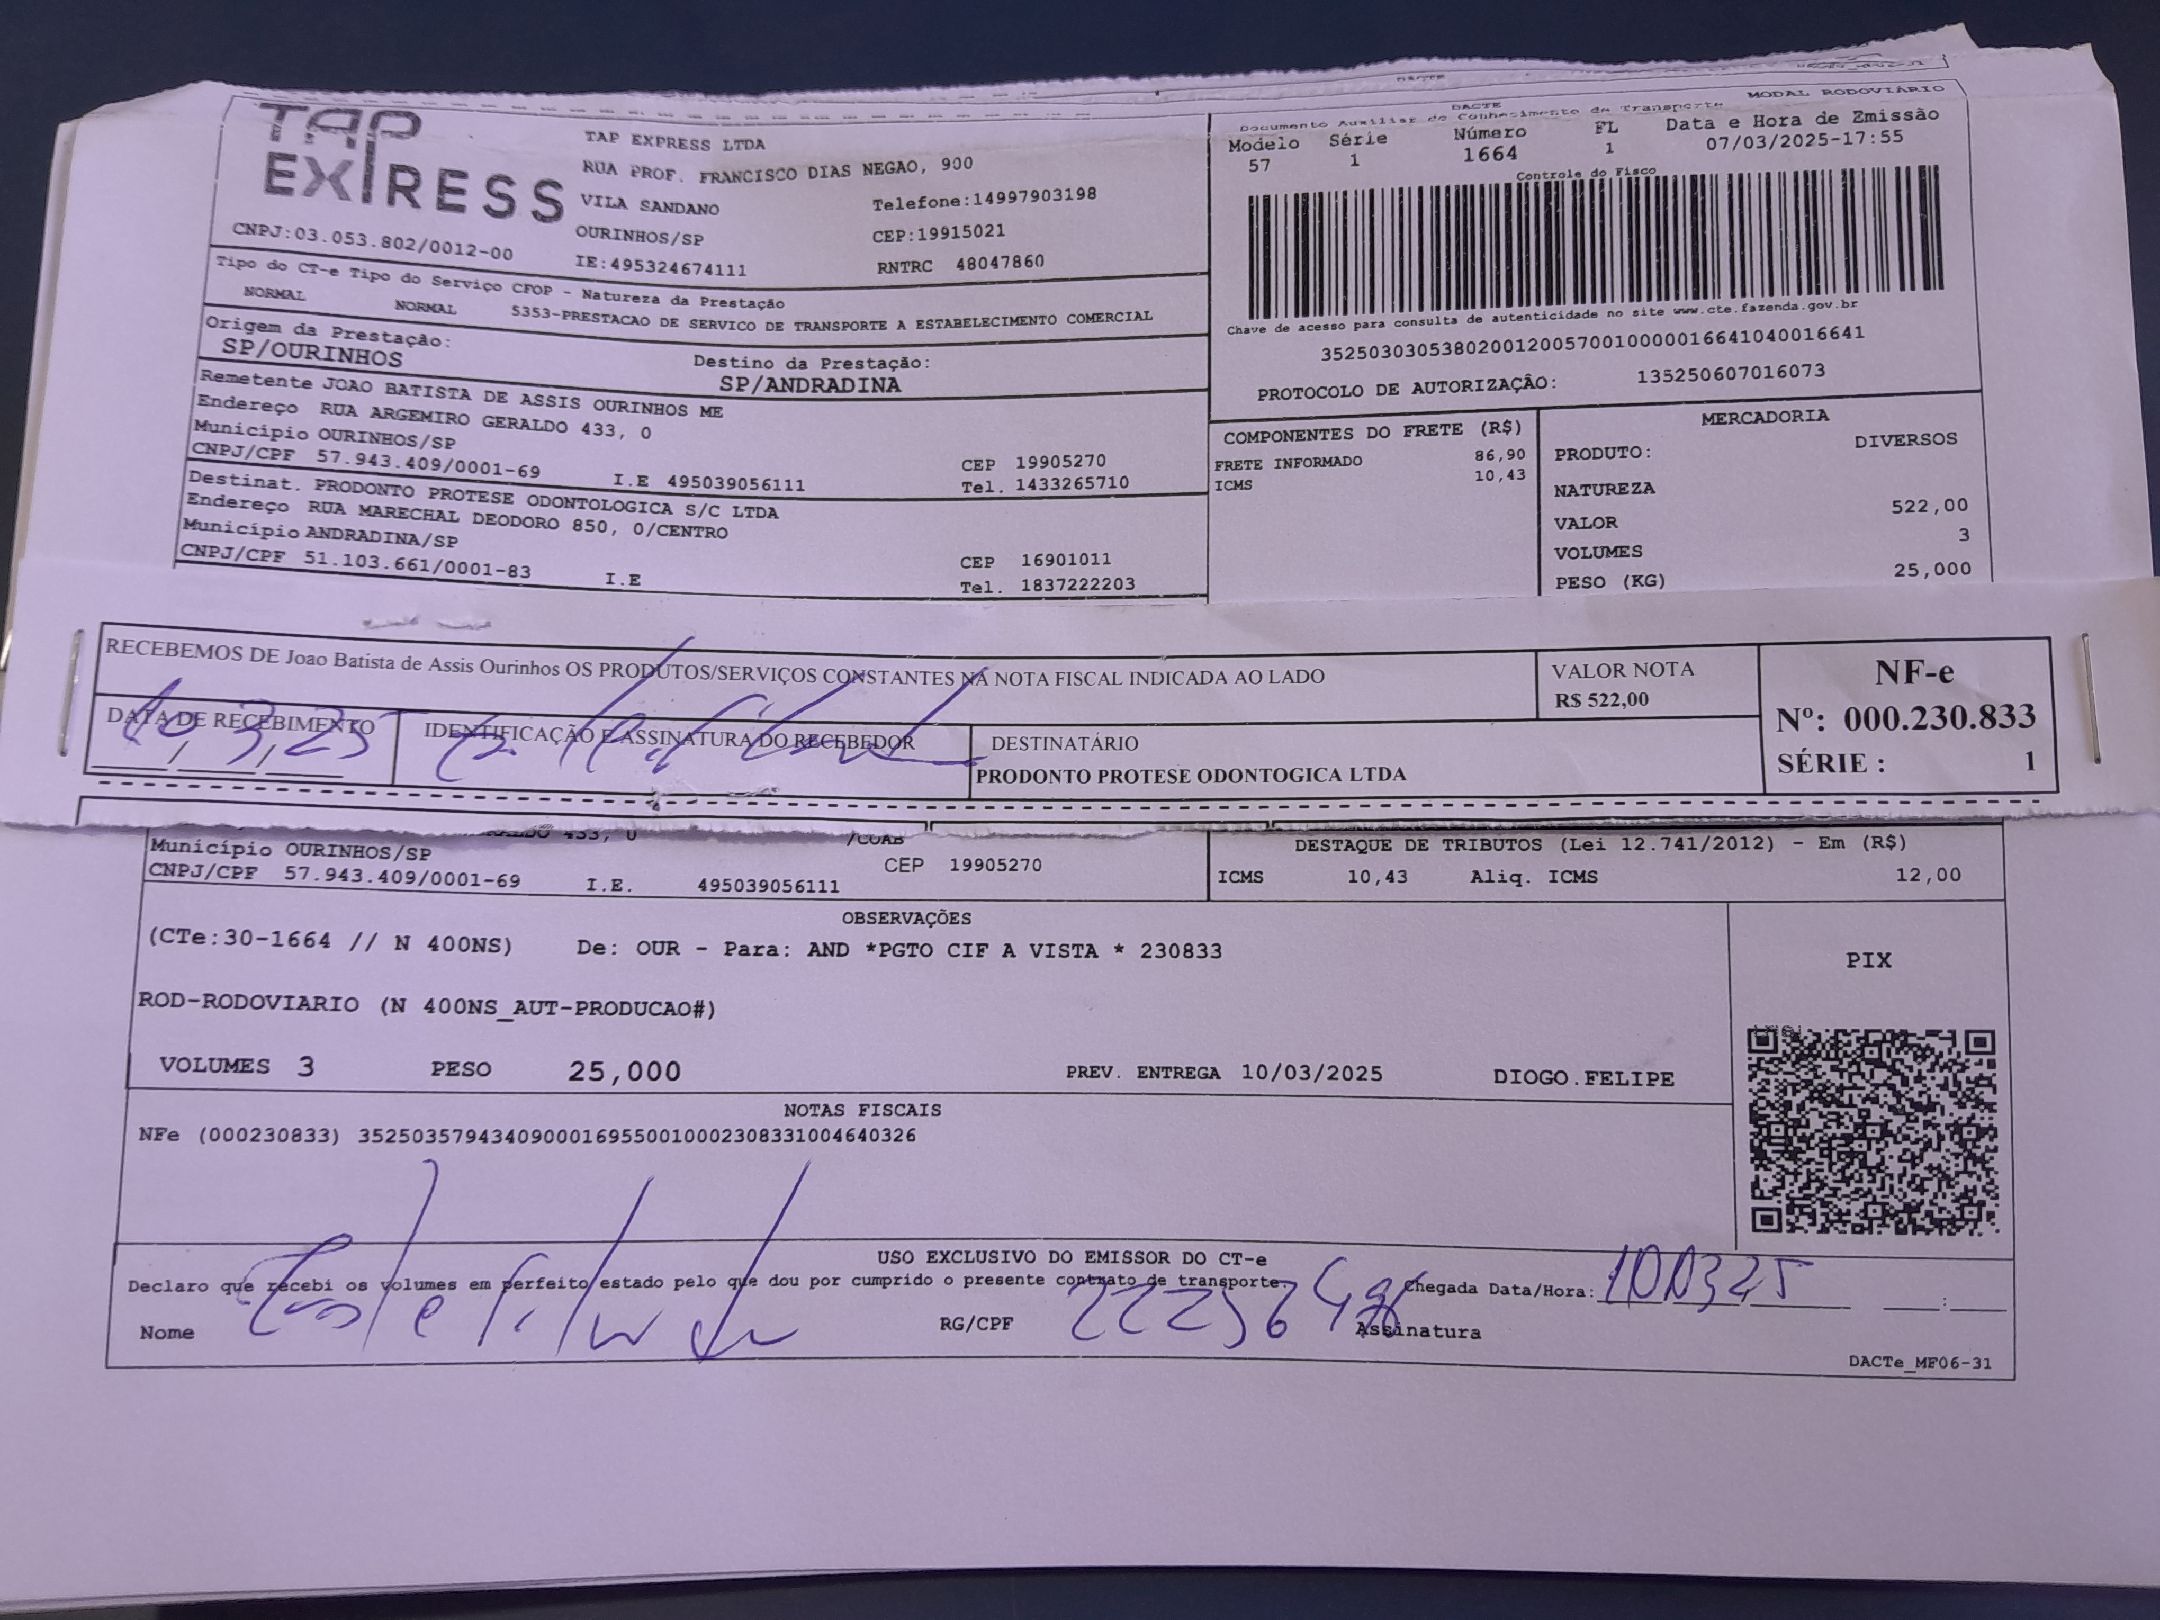 DACTE
MODAL RODOVIÁRIO
DACTE
Documento Auxiliar de Conhecimento de Transporte
TAP
EXPRESS
TAP EXPRESS LTDA
RUA PROF. FRANCISCO DIAS NEGAO, 900
VILA SANDANO Telefone:14997903198
OURINHOS/SP CEP:19915021
CNPJ:03.053.802/0012-00 IE:495324674111 RNTRC 48047860
Modelo Série Número FL Data e Hora de Emissão
57 1 1664 1 07/03/2025-17:55
Controle do Fisco
Chave de acesso para consulta de autenticidade no site www.cte.fazenda.gov.br
35250303053802001200570010000016641040016641
PROTOCOLO DE AUTORIZAÇÃO: 135250607016073
Tipo do CT-e Tipo do Serviço CFOP - Natureza da Prestação
NORMAL NORMAL 5353-PRESTACAO DE SERVICO DE TRANSPORTE A ESTABELECIMENTO COMERCIAL
Origem da Prestação: Destino da Prestação:
SP/OURINHOS SP/ANDRADINA
Remetente JOAO BATISTA DE ASSIS OURINHOS ME
Endereço RUA ARGEMIRO GERALDO 433, 0
Município OURINHOS/SP CEP 19905270
CNPJ/CPF 57.943.409/0001-69 I.E 495039056111 Tel. 1433265710
Destinat. PRODONTO PROTESE ODONTOLOGICA S/C LTDA
Endereço RUA MARECHAL DEODORO 850, 0/CENTRO
Município ANDRADINA/SP CEP 16901011
CNPJ/CPF 51.103.661/0001-83 I.E Tel. 1837222203
COMPONENTES DO FRETE (R$)
FRETE INFORMADO 86,90
ICMS 10,43
MERCADORIA
PRODUTO: DIVERSOS
NATUREZA
VALOR 522,00
VOLUMES 3
PESO (KG) 25,000
RECEBEMOS DE Joao Batista de Assis Ourinhos OS PRODUTOS/SERVIÇOS CONSTANTES NA NOTA FISCAL INDICADA AO LADO
VALOR NOTA
R$ 522,00
NF-e
Nº: 000.230.833
SÉRIE : 1
DATA DE RECEBIMENTO
10,3,25
IDENTIFICAÇÃO E ASSINATURA DO RECEBEDOR
DESTINATÁRIO
PRODONTO PROTESE ODONTOGICA LTDA
433, 0
Município OURINHOS/SP CEP 19905270
CNPJ/CPF 57.943.409/0001-69 I.E. 495039056111
DESTAQUE DE TRIBUTOS (Lei 12.741/2012) - Em (R$)
ICMS 10,43 Aliq. ICMS 12,00
OBSERVAÇÕES
(CTe:30-1664 // N 400NS) De: OUR - Para: AND *PGTO CIF A VISTA * 230833
PIX
ROD-RODOVIARIO (N 400NS_AUT-PRODUCAO#)
VOLUMES 3 PESO 25,000 PREV. ENTREGA 10/03/2025 DIOGO.FELIPE
NOTAS FISCAIS
NFe (000230833) 35250357943409000169550010002308331004640326
USO EXCLUSIVO DO EMISSOR DO CT-e
Declaro que recebi os volumes em perfeito estado pelo que dou por cumprido o presente contrato de transporte.
Chegada Data/Hora: 100325
Nome RG/CPF Assinatura
DACTe_MF06-31